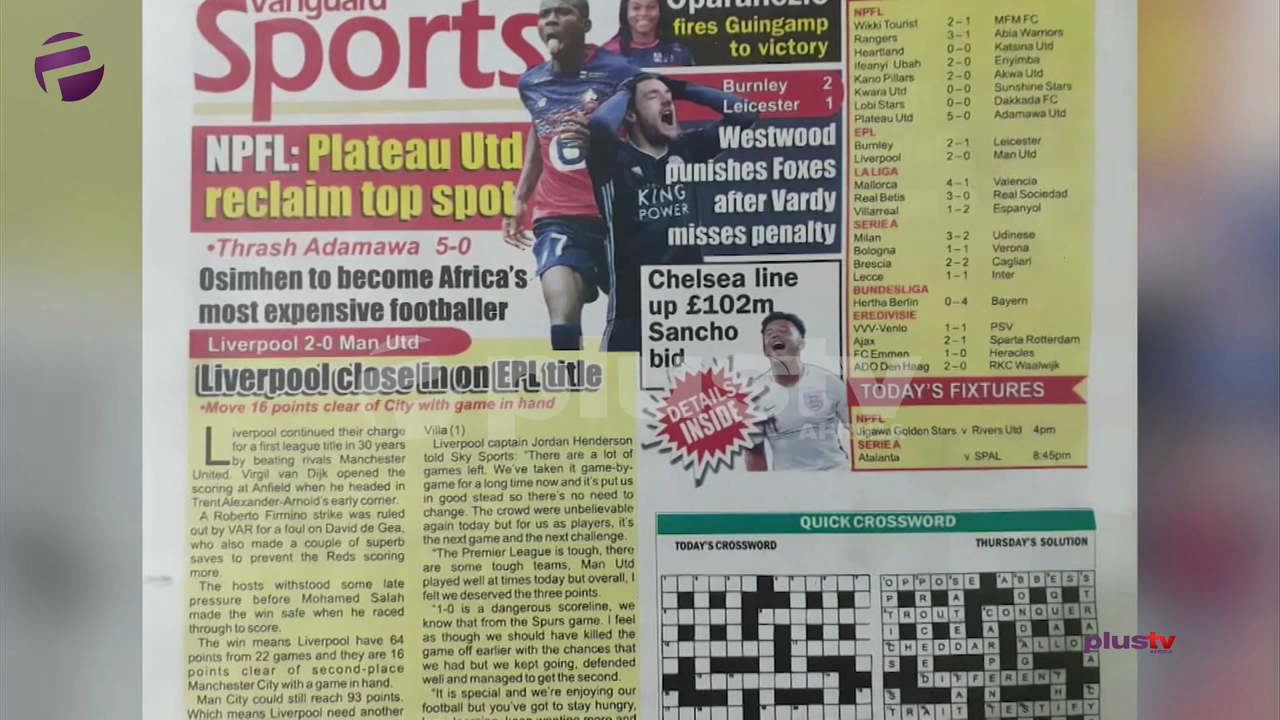 Vanguard
Sports
NPFL: Plateau Utd
reclaim top spot
•Thrash Adamawa 5-0
Osimhen to become Africa's
most expensive footballer
Liverpool 2-0 Man Utd
Liverpool close in on EPL title
•Move 16 points clear of City with game in hand
Liverpool continued their charge
for a first league title in 30 years
by beating rivals Manchester
United. Virgil van Dijk opened the
scoring at Anfield when he headed in
Trent Alexander-Arnold's early corner.
A Roberto Firmino strike was ruled
out by VAR for a foul on David de Gea,
who also made a couple of superb
saves to prevent the Reds scoring
more.
The hosts withstood some late
pressure before Mohamed Salah
made the win safe when he raced
through to score.
The win means Liverpool have 64
points from 22 games and they are 16
points clear of second-place
Manchester City with a game in hand.
Man City could still reach 93 points.
Which means Liverpool need another
Villa (1)
Liverpool captain Jordan Henderson
told Sky Sports: "There are a lot of
games left. We've taken it game-by-
game for a long time now and it's put us
in good stead so there's no need to
change. The crowd were unbelievable
again today but for us as players, it's
the next game and the next challenge.
"The Premier League is tough, there
are some tough teams, Man Utd
played well at times today but overall, I
felt we deserved the three points.
"1-0 is a dangerous scoreline, we
know that from the Spurs game. I feel
as though we should have killed the
game off earlier with the chances that
we had but we kept going, defended
well and managed to get the second.
"It is special and we're enjoying our
football but you've got to stay hungry,
fires Guingamp
to victory
Burnley 2
Leicester 1
Westwood
punishes Foxes
after Vardy
misses penalty
KING
POWER
17
Chelsea line
up £102m
Sancho
bid
DETAILS
INSIDE
NPFL
Wikki Tourist 2-1 MFM FC
Rangers 3-1 Abia Warriors
Heartland 0-0 Katsina Utd
Ifeanyi Ubah 2-0 Enyimba
Kano Pillars 2-0 Akwa Utd
Kwara Utd 0-0 Sunshine Stars
Lobi Stars 0-0 Dakkada FC
Plateau Utd 5-0 Adamawa Utd
EPL
Burnley 2-1 Leicester
Liverpool 2-0 Man Utd
LA LIGA
Mallorca 4-1 Valencia
Real Betis 3-0 Real Sociedad
Villarreal 1-2 Espanyol
SERIE A
Milan 3-2 Udinese
Bologna 1-1 Verona
Brescia 2-2 Cagliari
Lecce 1-1 Inter
BUNDESLIGA
Hertha Berlin 0-4 Bayern
EREDIVISIE
VVV-Venlo 1-1 PSV
Ajax 2-1 Sparta Rotterdam
FC Emmen 1-0 Heracles
ADO Den Haag 2-0 RKC Waalwijk
TODAY'S FIXTURES
NPFL
Jigawa Golden Stars v Rivers Utd 4pm
SERIE A
Atalanta v SPAL 8:45pm
QUICK CROSSWORD
TODAY'S CROSSWORD
THURSDAY'S SOLUTION
OPPOSE ABBESS
TROUT CONQUER
CHEDDAR ALLO
DIFFERENT
TRAIT TESTIFY
plustv
AFRICA
plustv